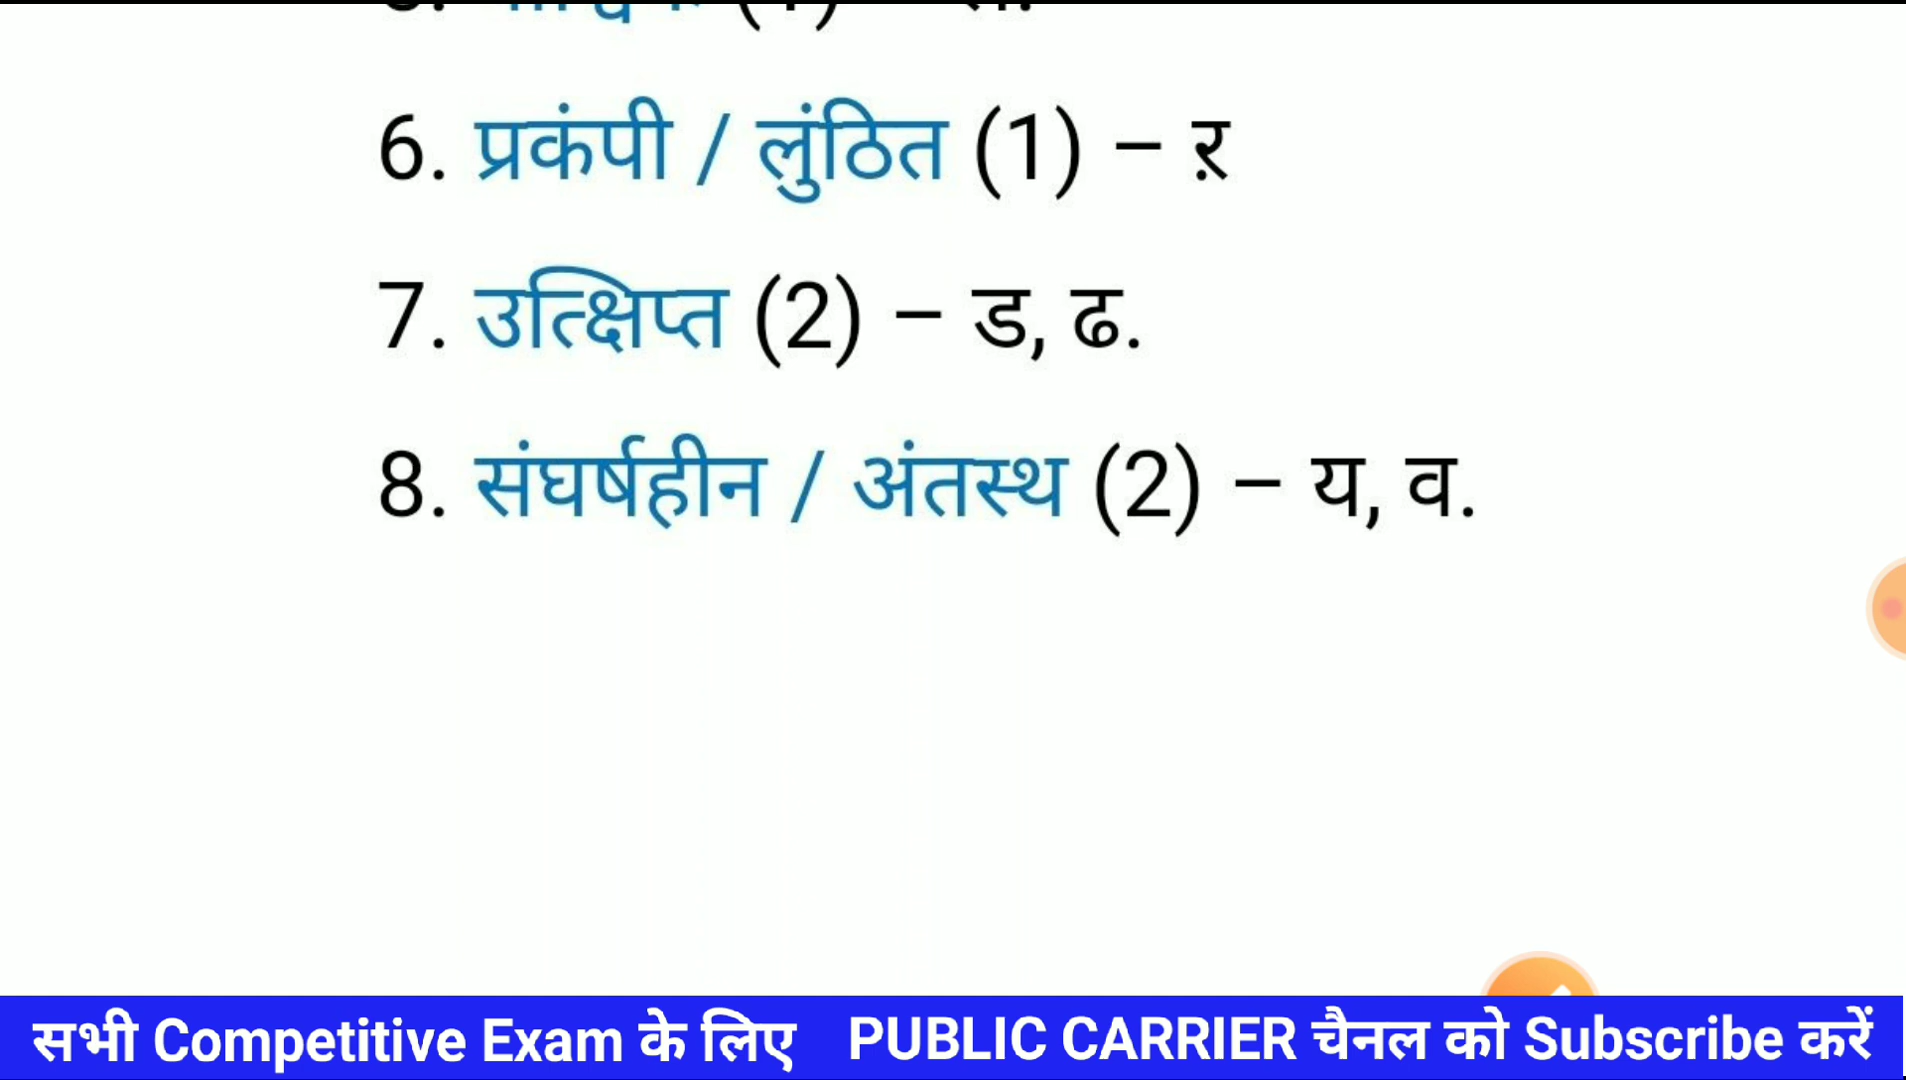 6. प्रकंपी / लुंठित (1) – ऱ
7. उत्क्षिप्त (2) – ड, ढ.
8. संघर्षहीन / अंतस्थ (2) – य, व.
सभी Competitive Exam के लिए PUBLIC CARRIER चैनल को Subscribe करें